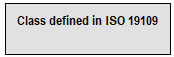 Class defined in ISO 19109